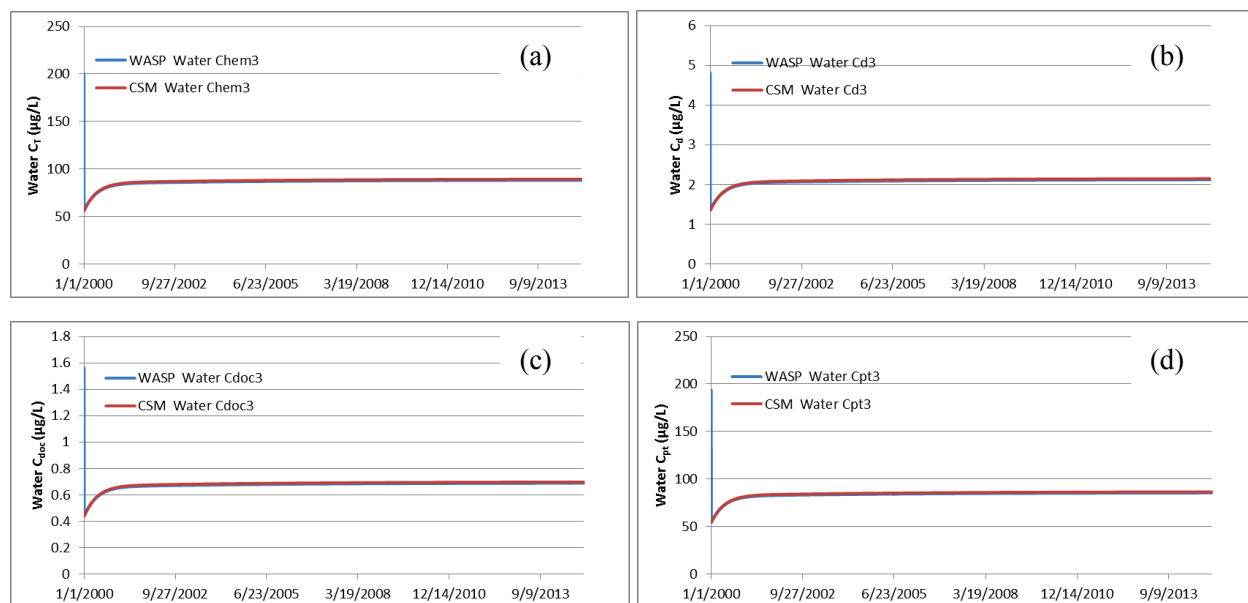 (a)
WASP Water Chem3
CSM Water Chem3
Water C_T (µg/L)
250
200
150
100
50
0
1/1/2000 9/27/2002 6/23/2005 3/19/2008 12/14/2010 9/9/2013
(b)
WASP Water Cd3
CSM Water Cd3
Water C_d (µg/L)
6
5
4
3
2
1
0
1/1/2000 9/27/2002 6/23/2005 3/19/2008 12/14/2010 9/9/2013
(c)
WASP Water Cdoc3
CSM Water Cdoc3
Water C_doc (µg/L)
1.8
1.6
1.4
1.2
1
0.8
0.6
0.4
0.2
0
1/1/2000 9/27/2002 6/23/2005 3/19/2008 12/14/2010 9/9/2013
(d)
WASP Water Cpt3
CSM Water Cpt3
Water C_pt (µg/L)
250
200
150
100
50
0
1/1/2000 9/27/2002 6/23/2005 3/19/2008 12/14/2010 9/9/2013